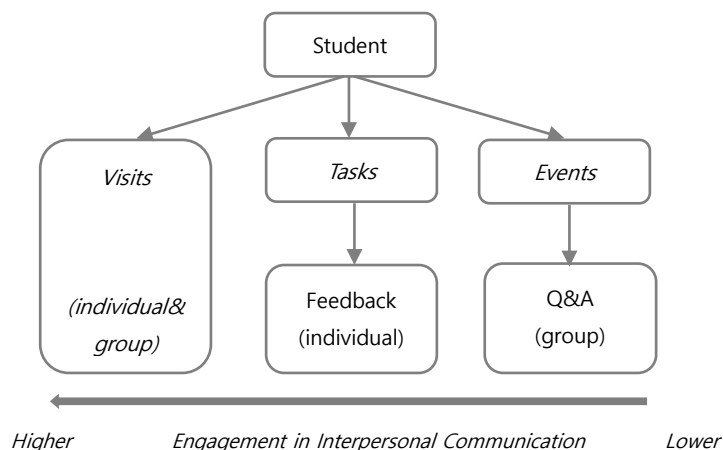 Student
Visits
(individual&
group)
Tasks
Feedback
(individual)
Events
Q&A
(group)
Higher Engagement in Interpersonal Communication Lower